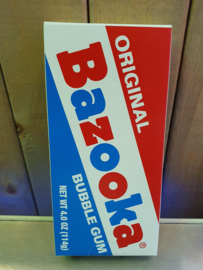 ORIGINAL
Bazooka®
BUBBLE GUM
NET WT 4.0 OZ (114g)